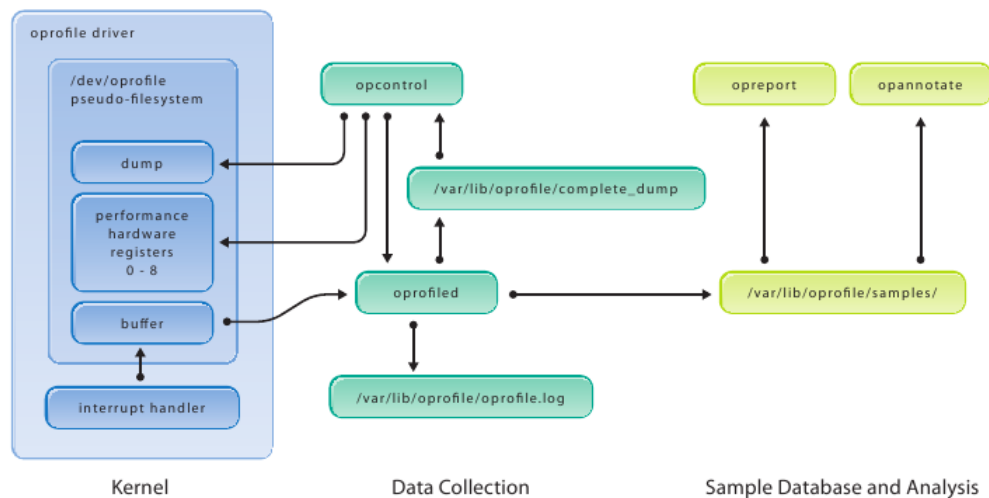 oprofile driver
/dev/oprofile
pseudo-filesystem
dump
performance
hardware
registers
0 - 8
buffer
interrupt handler
Kernel
opcontrol
/var/lib/oprofile/complete_dump
oprofiled
/var/lib/oprofile/oprofile.log
Data Collection
opreport
opannotate
/var/lib/oprofile/samples/
Sample Database and Analysis